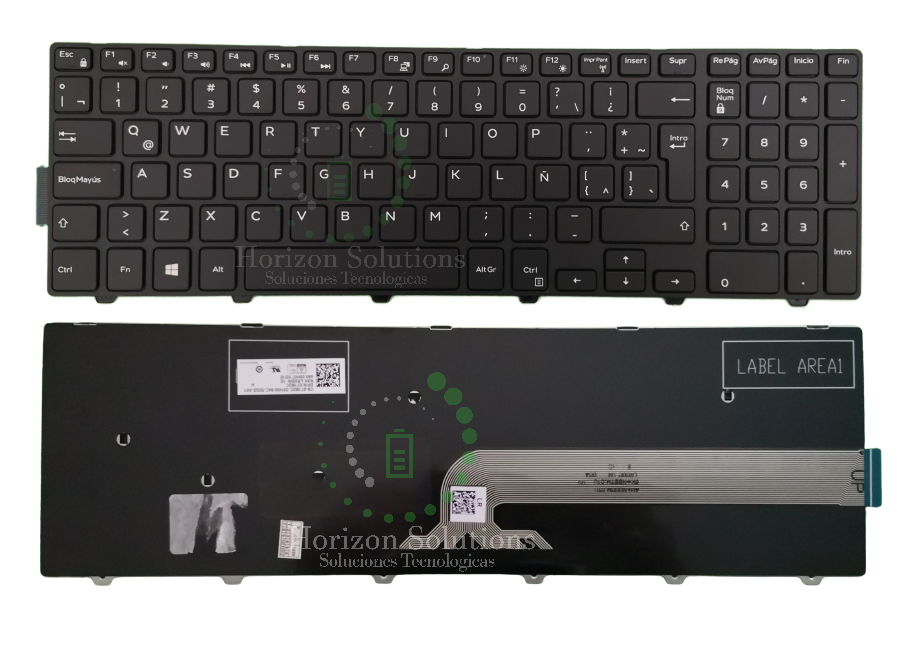 Esc F1 F2 F3 F4 F5 F6 F7 F8 F9 F10 F11 F12 Impr Pant Insert Supr RePág AvPág Inicio Fin
° | ¬ ! 1 " 2 # 3 $ 4 % 5 & 6 / 7 ( 8 ) 9 = 0 ? ' \ ¡ ¿ ← Bloq Num / * -
Q @ W E R T Y U I O P ¨ ´ * + ~ Intro 7 8 9 +
BloqMayús A S D F G H J K L Ñ [ { ^ ] } ` 4 5 6
> < Z X C V B N M ; , : . _ - 1 2 3 Intro
Horizon Solutions
Soluciones Tecnologicas
Ctrl Fn Alt Alt Gr Ctrl ← ↑ ↓ → 0 .
LABEL AREA1
UP
LR
Horizon Solutions
Soluciones Tecnologicas